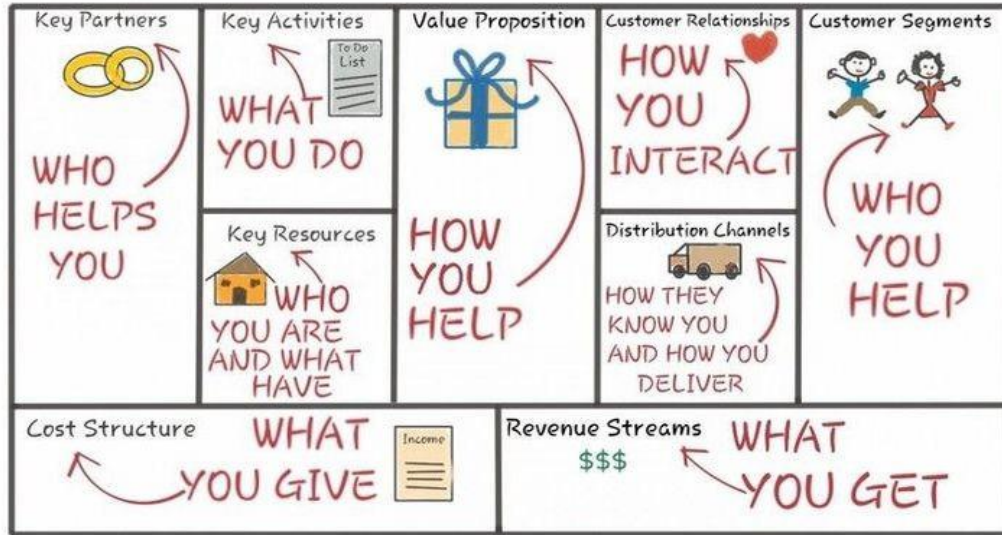 Key Partners
WHO
HELPS
YOU
Key Activities
To Do
List
WHAT
YOU DO
Key Resources
WHO
YOU ARE
AND WHAT
HAVE
Value Proposition
HOW
YOU
HELP
Customer Relationships
HOW
YOU
INTERACT
Distribution Channels
HOW THEY
KNOW YOU
AND HOW YOU
DELIVER
Customer Segments
WHO
YOU
HELP
Cost Structure
WHAT
YOU GIVE
Income
Revenue Streams
$$$
WHAT
YOU GET